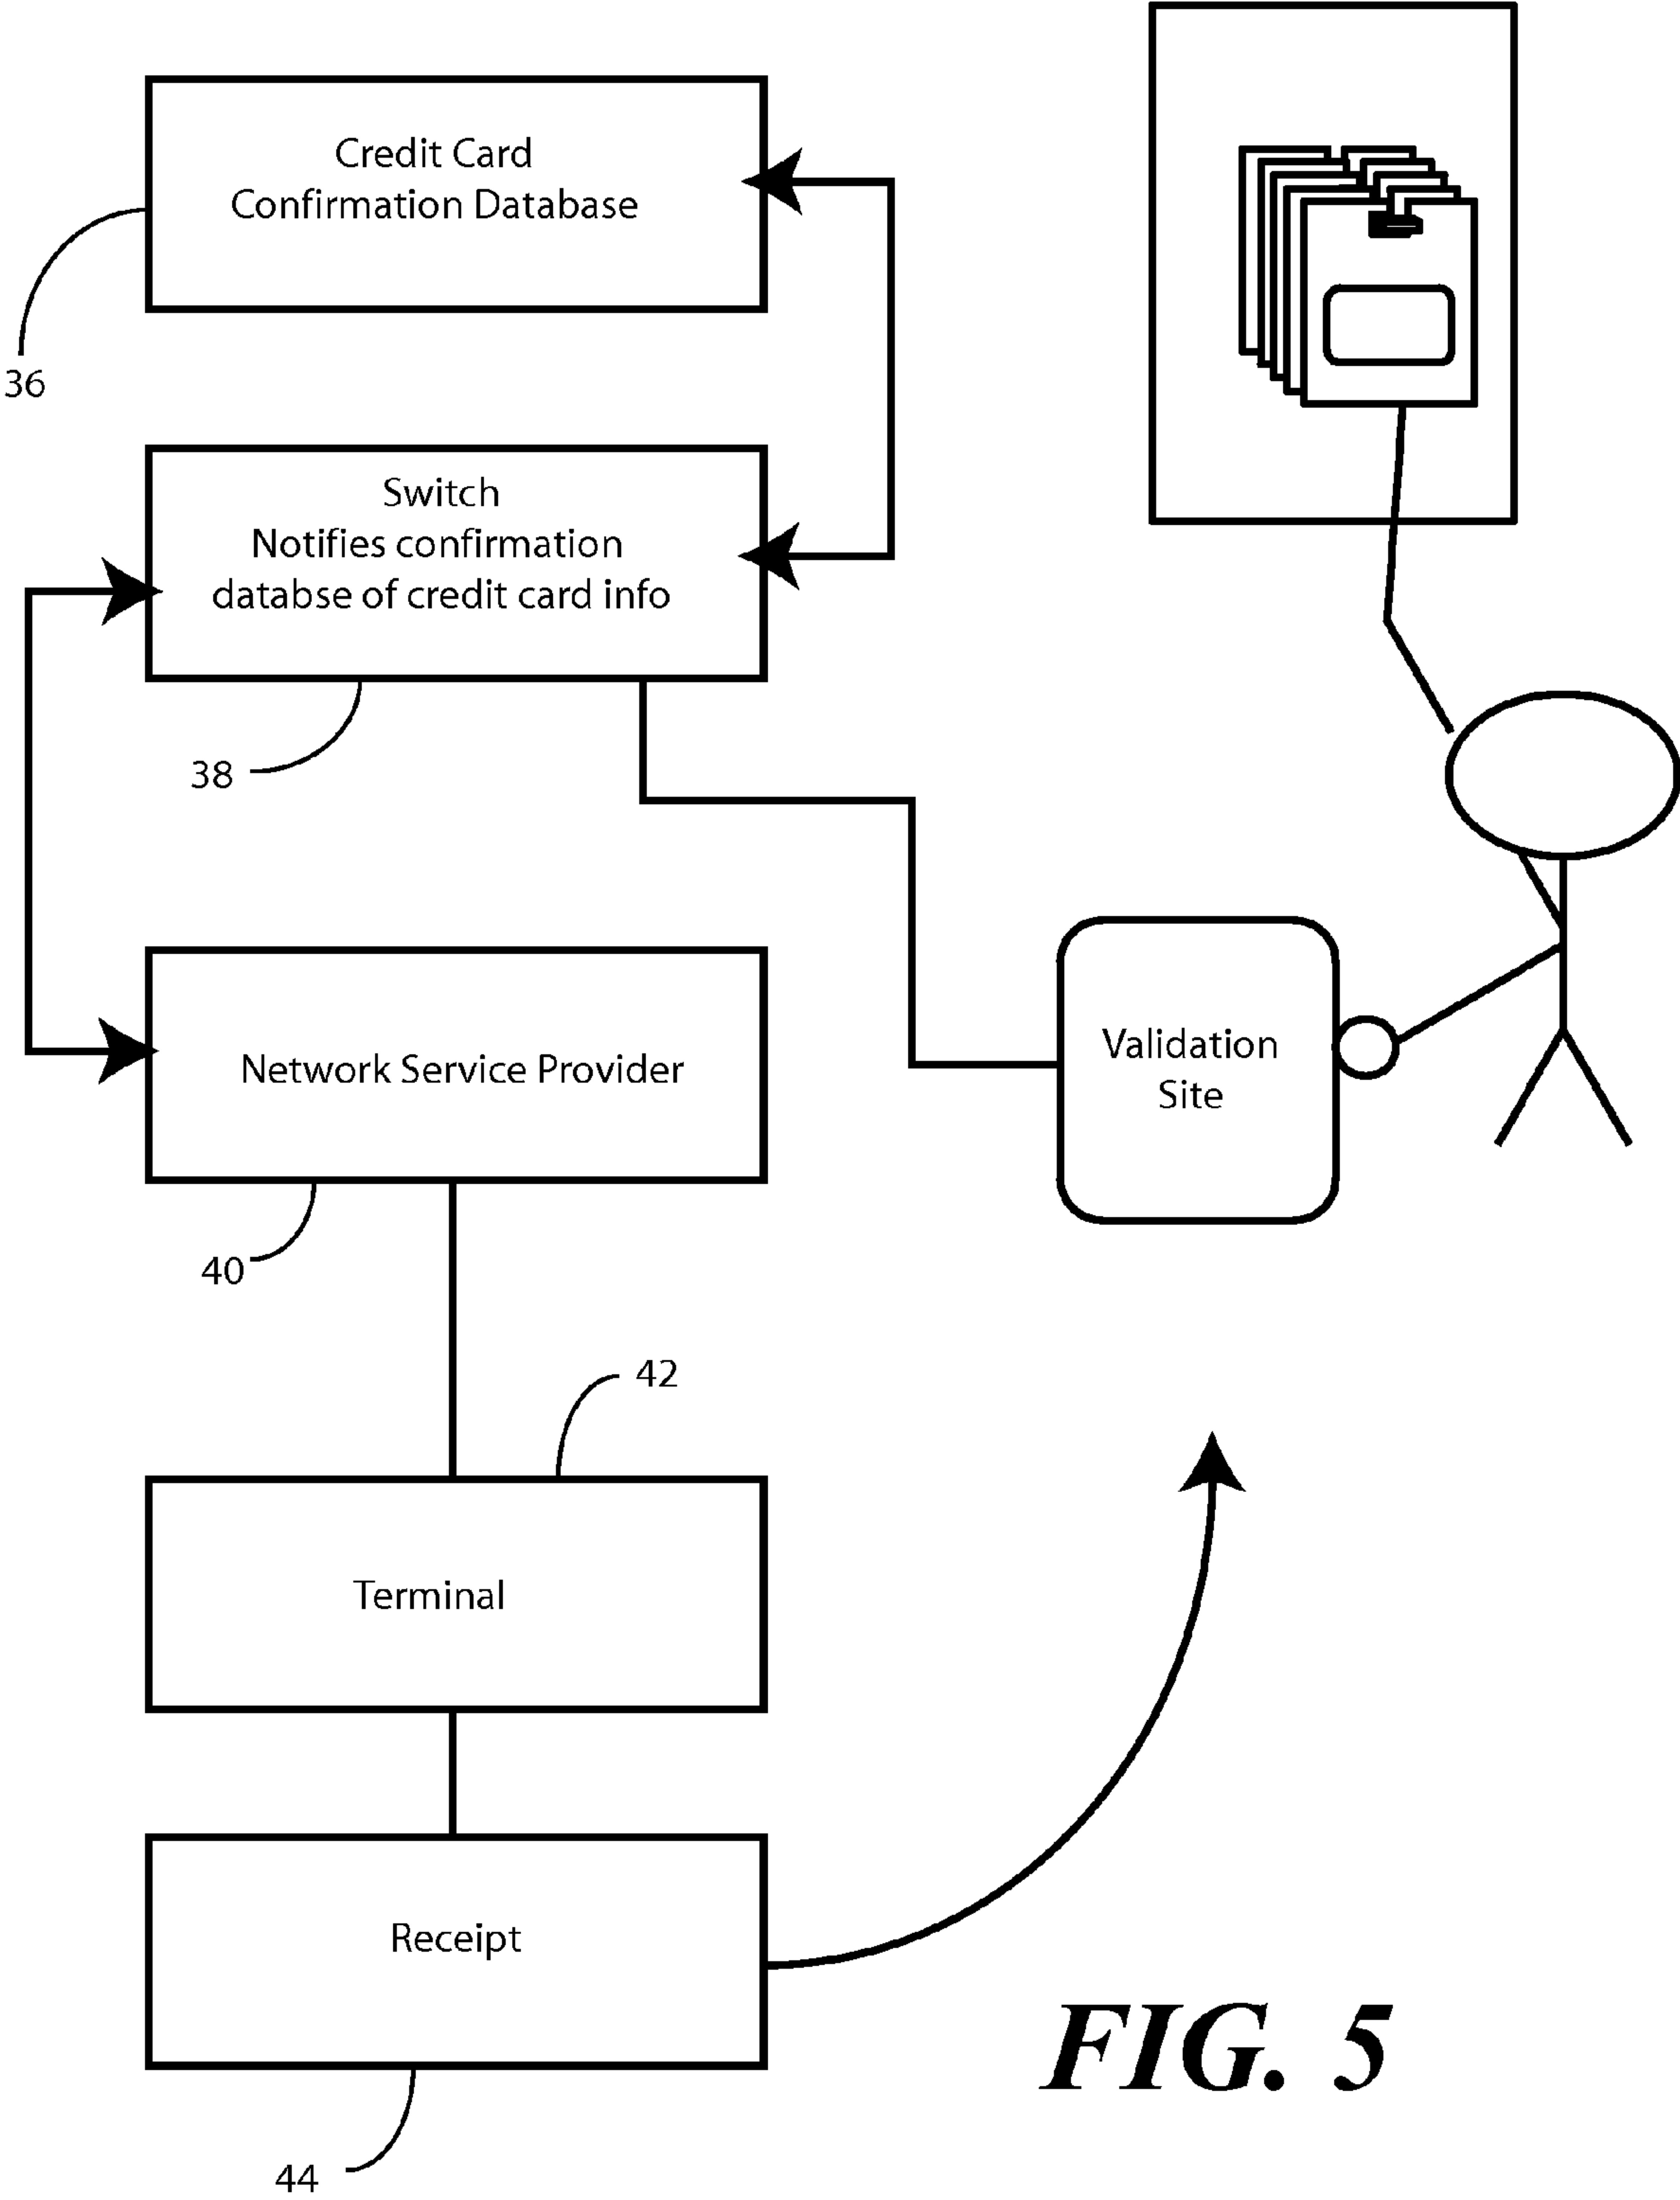 Credit Card
Confirmation Database
36
Switch
Notifies confirmation
databse of credit card info
38
Network Service Provider
40
Validation
Site
42
Terminal
Receipt
44
FIG. 5